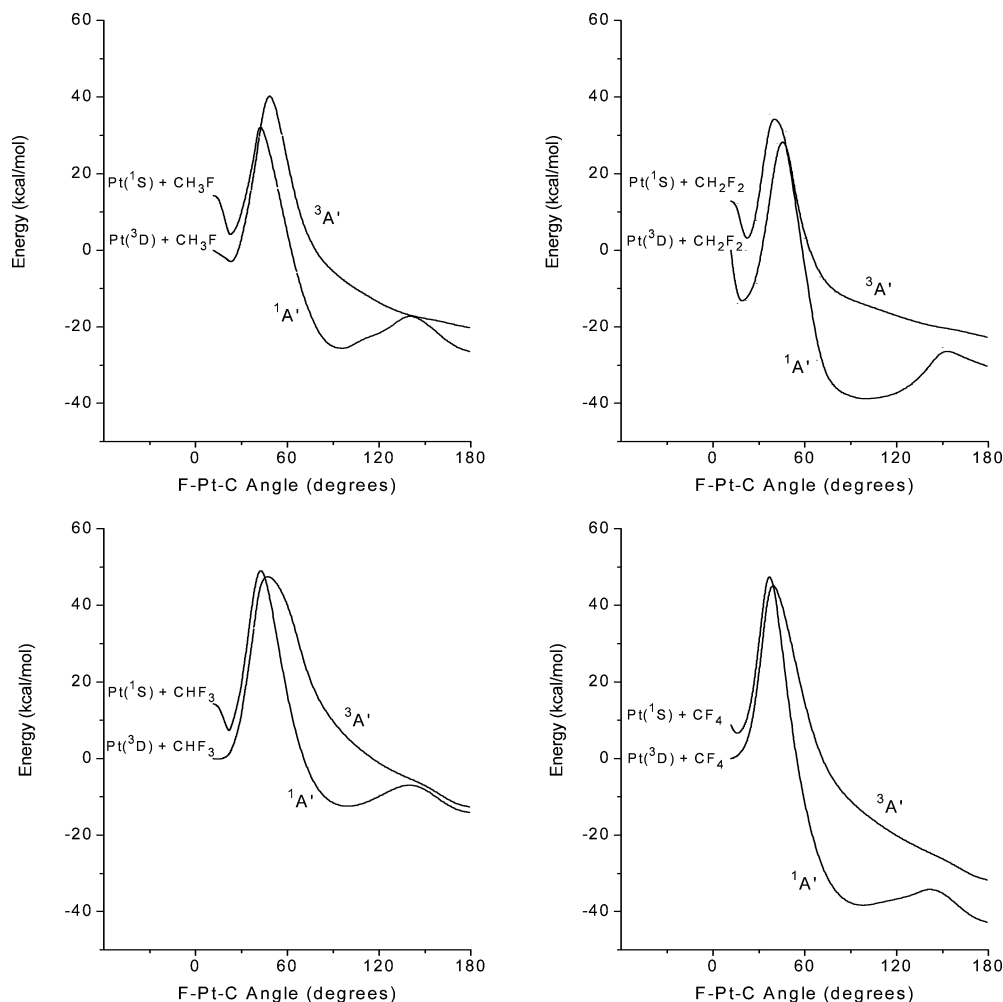 60
40
20
0
-20
-40
Energy (kcal/mol)
Pt(¹S) + CH₃F
Pt(³D) + CH₃F
³A'
¹A'
0 60 120 180
F-Pt-C Angle (degrees)
60
40
20
0
-20
-40
Energy (kcal/mol)
Pt(¹S) + CH₂F₂
Pt(³D) + CH₂F₂
³A'
¹A'
0 60 120 180
F-Pt-C Angle (degrees)
60
40
20
0
-20
-40
Energy (kcal/mol)
Pt(¹S) + CHF₃
Pt(³D) + CHF₃
³A'
¹A'
0 60 120 180
F-Pt-C Angle (degrees)
60
40
20
0
-20
-40
Energy (kcal/mol)
Pt(¹S) + CF₄
Pt(³D) + CF₄
³A'
¹A'
0 60 120 180
F-Pt-C Angle (degrees)